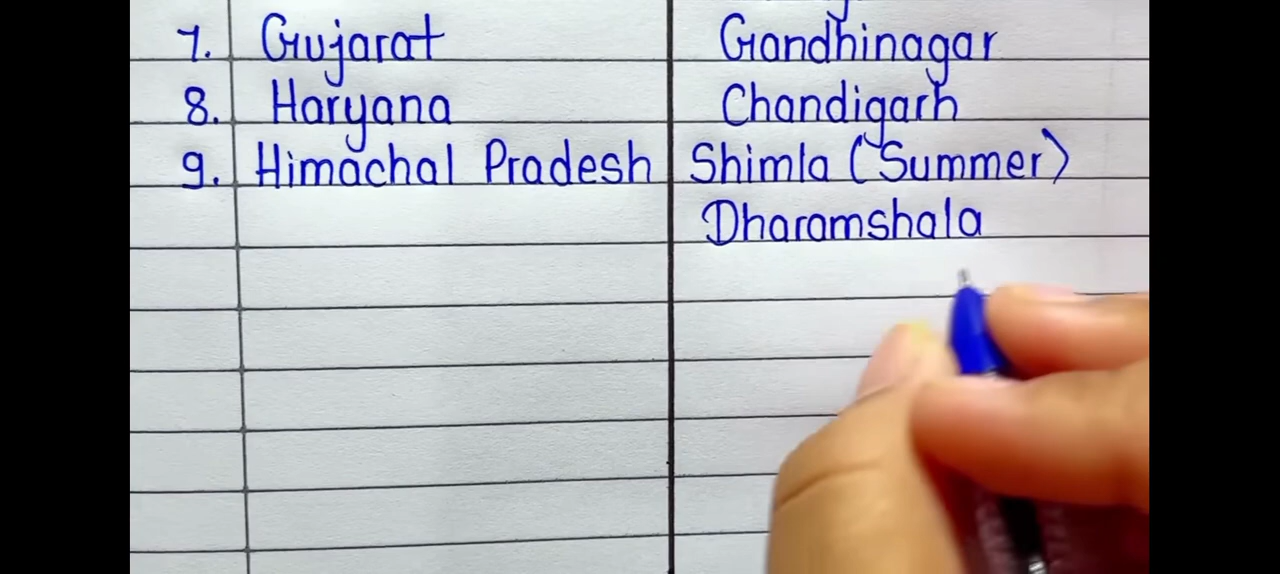 7. Gujarat Gandhinagar
8. Haryana Chandigarh
9. Himachal Pradesh Shimla (Summer)
Dharamshala